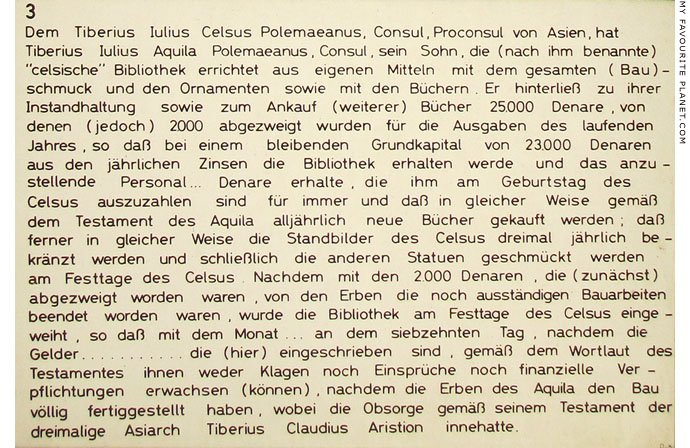 3
Dem Tiberius Iulius Celsus Polemaeanus, Consul, Proconsul von Asien, hat
Tiberius Iulius Aquila Polemaeanus, Consul, sein Sohn, die (nach ihm benannte)
"celsische" Bibliothek errichtet aus eigenen Mitteln mit dem gesamten (Bau)-
schmuck und den Ornamenten sowie mit den Büchern. Er hinterließ zu ihrer
Instandhaltung sowie zum Ankauf (weiterer) Bücher 25000 Denare, von
denen (jedoch) 2000 abgezweigt wurden für die Ausgaben des laufenden
Jahres, so daß bei einem bleibenden Grundkapital von 23000 Denaren
aus den jährlichen Zinsen die Bibliothek erhalten werde und das anzu-
stellende Personal... Denare erhalte, die ihm am Geburtstag des
Celsus auszuzahlen sind für immer und daß in gleicher Weise gemäß
dem Testament des Aquila alljährlich neue Bücher gekauft werden; daß
ferner in gleicher Weise die Standbilder des Celsus dreimal jährlich be-
kränzt werden und schließlich die anderen Statuen geschmückt werden
am Festtage des Celsus. Nachdem mit den 2000 Denaren, die (zunächst)
abgezweigt worden waren, von den Erben die noch ausständigen Bauarbeiten
beendet worden waren, wurde die Bibliothek am Festtage des Celsus einge-
weiht, so daß mit dem Monat ... an dem siebzehnten Tag, nachdem die
Gelder........... die (hier) eingeschrieben sind, gemäß dem Wortlaut des
Testamentes ihnen weder Klagen noch Einsprüche noch finanzielle Ver-
pflichtungen erwachsen (können), nachdem die Erben des Aquila den Bau
völlig fertiggestellt haben, wobei die Obsorge gemäß seinem Testament der
dreimalige Asiarch Tiberius Claudius Aristion innehatte.
MY FAVOURITE PLANET.COM